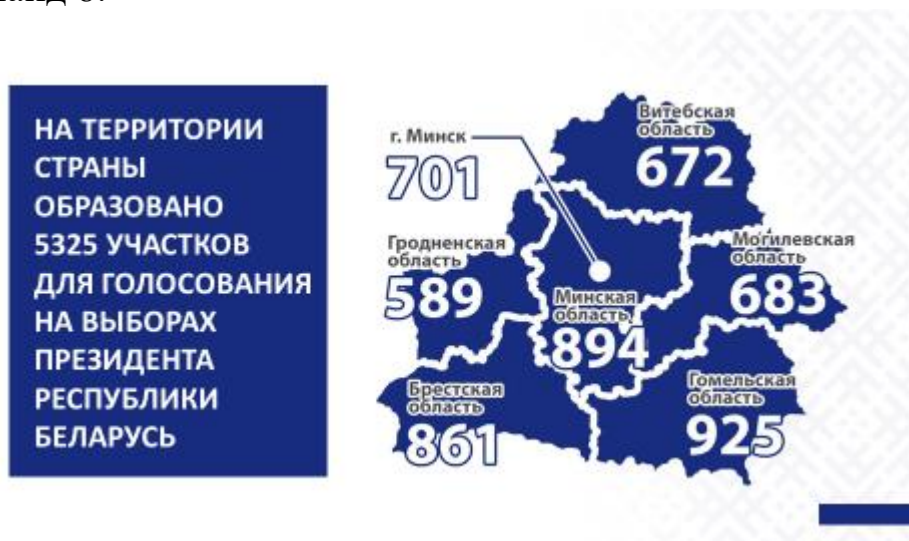 НА ТЕРРИТОРИИ
СТРАНЫ
ОБРАЗОВАНО
5325 УЧАСТКОВ
ДЛЯ ГОЛОСОВАНИЯ
НА ВЫБОРАХ
ПРЕЗИДЕНТА
РЕСПУБЛИКИ
БЕЛАРУСЬ
г. Минск
701
Витебская
область
672
Гродненская
область
589
Минская
область
894
Могилевская
область
683
Брестская
область
861
Гомельская
область
925